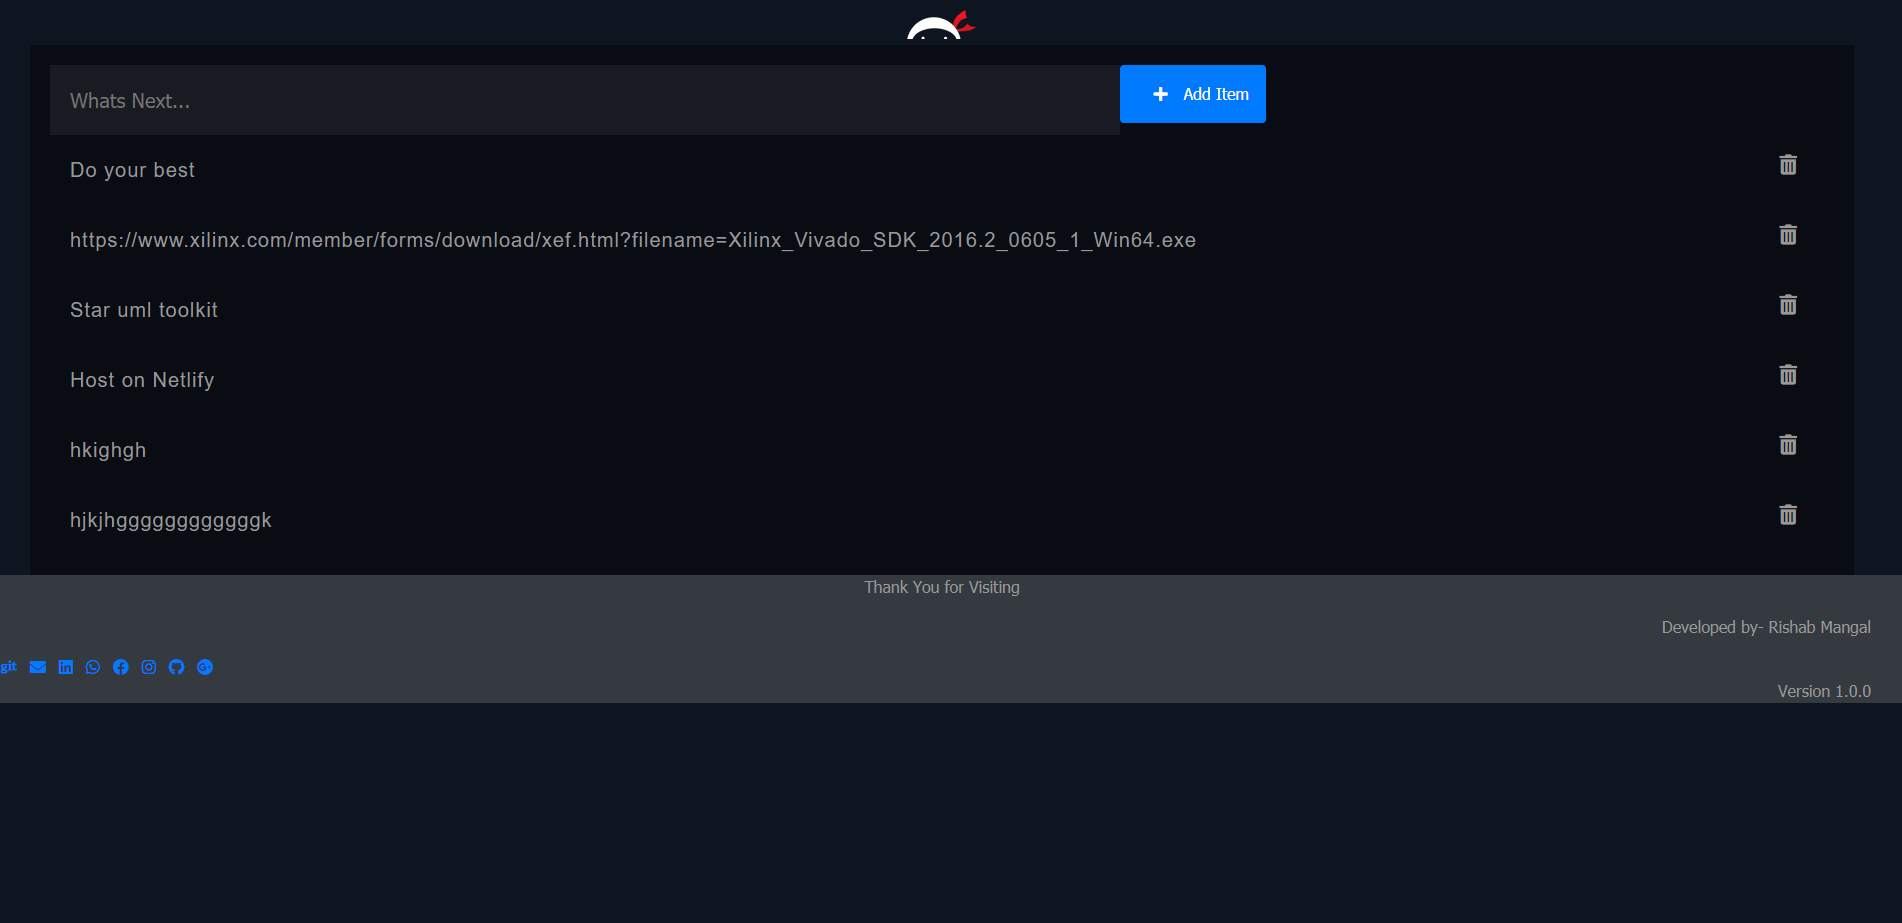 Whats Next...
Add Item
Do your best
https://www.xilinx.com/member/forms/download/xef.html?filename=Xilinx_Vivado_SDK_2016.2_0605_1_Win64.exe
Star uml toolkit
Host on Netlify
hkighgh
hjkjhggggggggggggk
Thank You for Visiting
Developed by- Rishab Mangal
git
Version 1.0.0